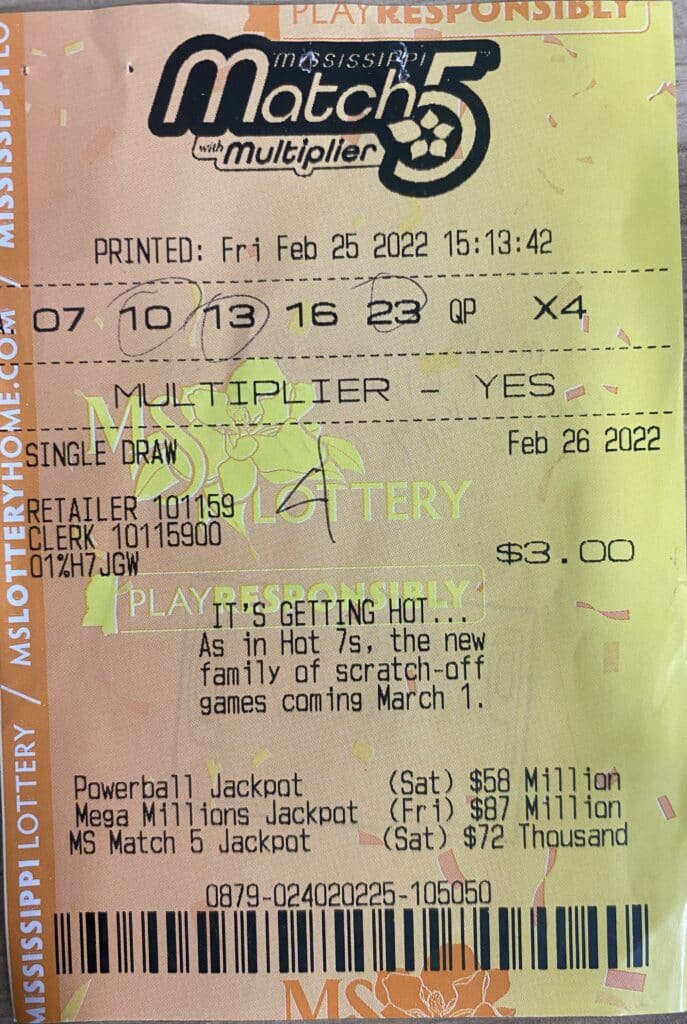 PLAY RESPONSIBLY
MISSISSIPPI
Match 5
with Multiplier
PRINTED: Fri Feb 25 2022 15:13:42
07 10 13 16 23 QP X4
MULTIPLIER - YES
MS LOTTERY
SINGLE DRAW Feb 26 2022
RETAILER 101159
CLERK 10115900
01%H7JGW
$3.00
PLAY RESPONSIBLY
IT'S GETTING HOT...
As in Hot 7s, the new
family of scratch-off
games coming March 1.
Powerball Jackpot (Sat) $58 Million
Mega Millions Jackpot (Fri) $87 Million
MS Match 5 Jackpot (Sat) $72 Thousand
0879-024020225-105050
MS
MISSISSIPPI LOTTERY / MSLOTTERYHOME.COM / MISSISSIPPI LO